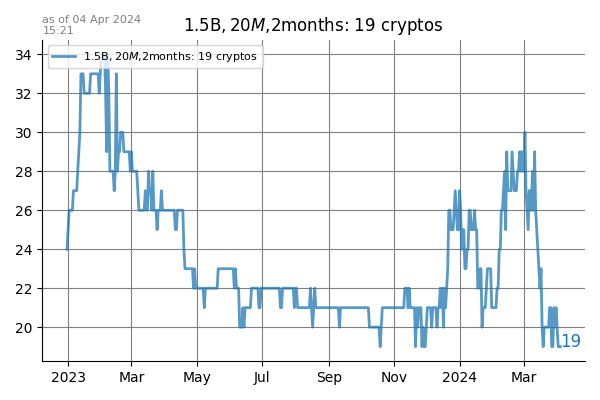 as of 04 Apr 2024
15:21
1.5B, 20M,2months: 19 cryptos
1.5B, 20M,2months: 19 cryptos
34
32
30
28
26
24
22
20
19
2023 Mar May Jul Sep Nov 2024 Mar